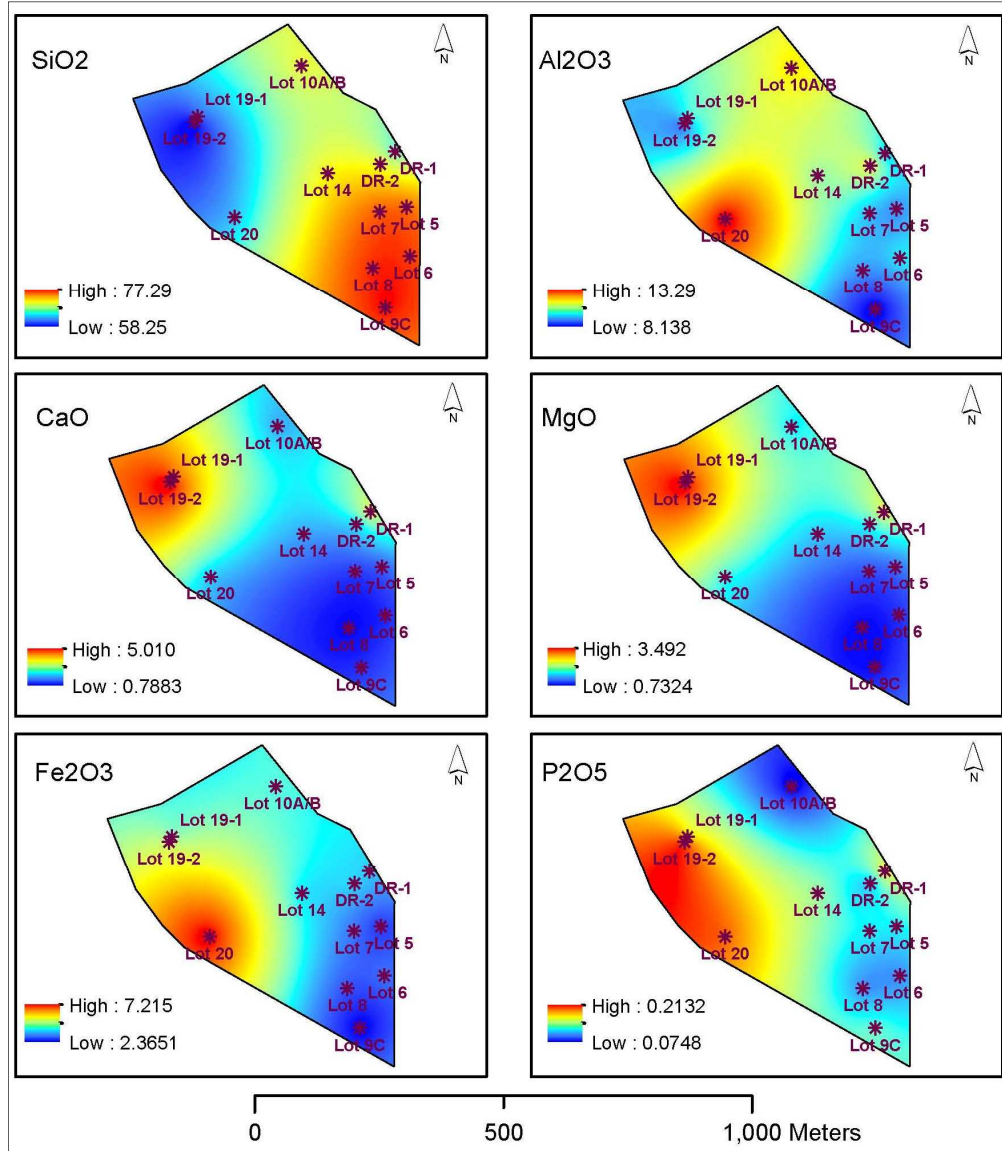 SiO2
N
Lot 10A/B
Lot 19-1
Lot 19-2
DR-1
DR-2
Lot 14
Lot 5
Lot 7
Lot 20
Lot 6
Lot 8
Lot 9C
High : 77.29
Low : 58.25
Al2O3
N
Lot 10A/B
Lot 19-1
Lot 19-2
DR-1
DR-2
Lot 14
Lot 5
Lot 7
Lot 20
Lot 6
Lot 8
Lot 9C
High : 13.29
Low : 8.138
CaO
N
Lot 10A/B
Lot 19-1
Lot 19-2
DR-1
DR-2
Lot 14
Lot 5
Lot 7
Lot 20
Lot 6
Lot 8
Lot 9C
High : 5.010
Low : 0.7883
MgO
N
Lot 10A/B
Lot 19-1
Lot 19-2
DR-1
DR-2
Lot 14
Lot 5
Lot 7
Lot 20
Lot 6
Lot 8
Lot 9C
High : 3.492
Low : 0.7324
Fe2O3
N
Lot 10A/B
Lot 19-1
Lot 19-2
DR-1
DR-2
Lot 14
Lot 5
Lot 7
Lot 20
Lot 6
Lot 8
Lot 9C
High : 7.215
Low : 2.3651
P2O5
N
Lot 10A/B
Lot 19-1
Lot 19-2
DR-1
DR-2
Lot 14
Lot 5
Lot 7
Lot 20
Lot 6
Lot 8
Lot 9C
High : 0.2132
Low : 0.0748
0 500 1,000 Meters